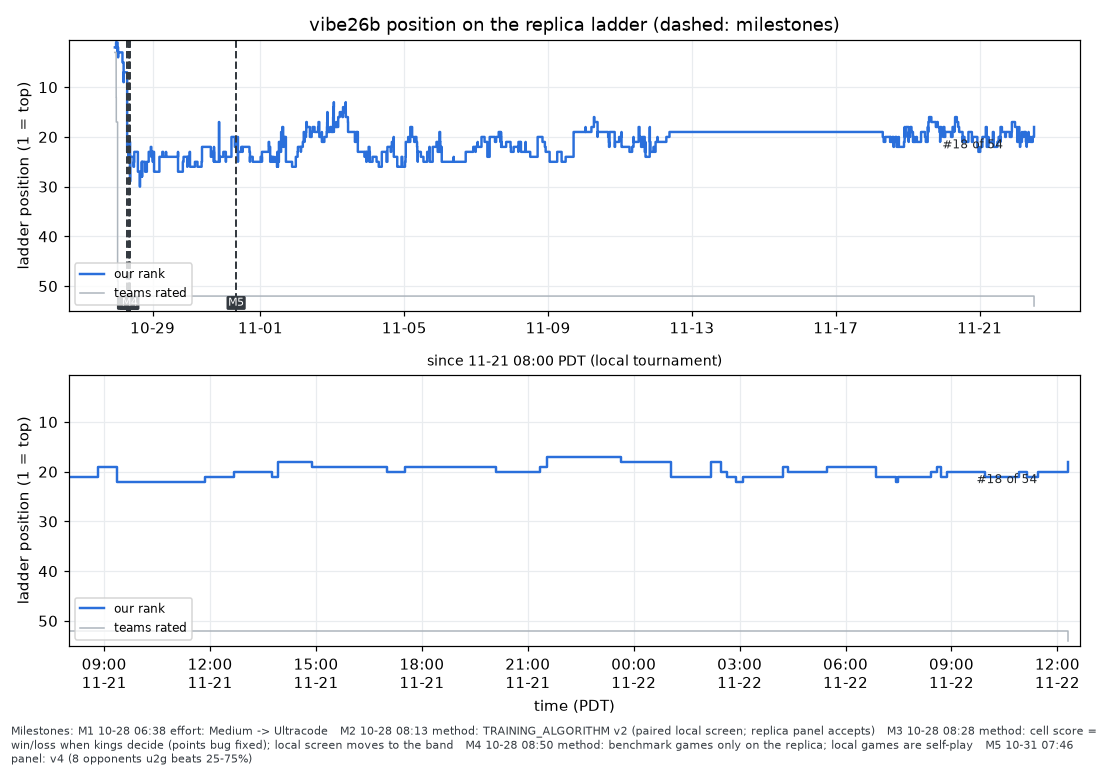 vibe26b position on the replica ladder (dashed: milestones)
ladder position (1 = top)
10
20
30
40
50
#18 of 54
our rank
teams rated
M5
10-29
11-01
11-05
11-09
11-13
11-17
11-21
since 11-21 08:00 PDT (local tournament)
ladder position (1 = top)
10
20
30
40
50
#18 of 54
our rank
teams rated
09:00
11-21
12:00
11-21
15:00
11-21
18:00
11-21
21:00
11-21
00:00
11-22
03:00
11-22
06:00
11-22
09:00
11-22
12:00
11-22
time (PDT)
Milestones: M1 10-28 06:38 effort: Medium -> Ultracode M2 10-28 08:13 method: TRAINING_ALGORITHM v2 (paired local screen; replica panel accepts) M3 10-28 08:28 method: cell score =
win/loss when kings decide (points bug fixed); local screen moves to the band M4 10-28 08:50 method: benchmark games only on the replica; local games are self-play M5 10-31 07:46
panel: v4 (8 opponents u2g beats 25-75%)